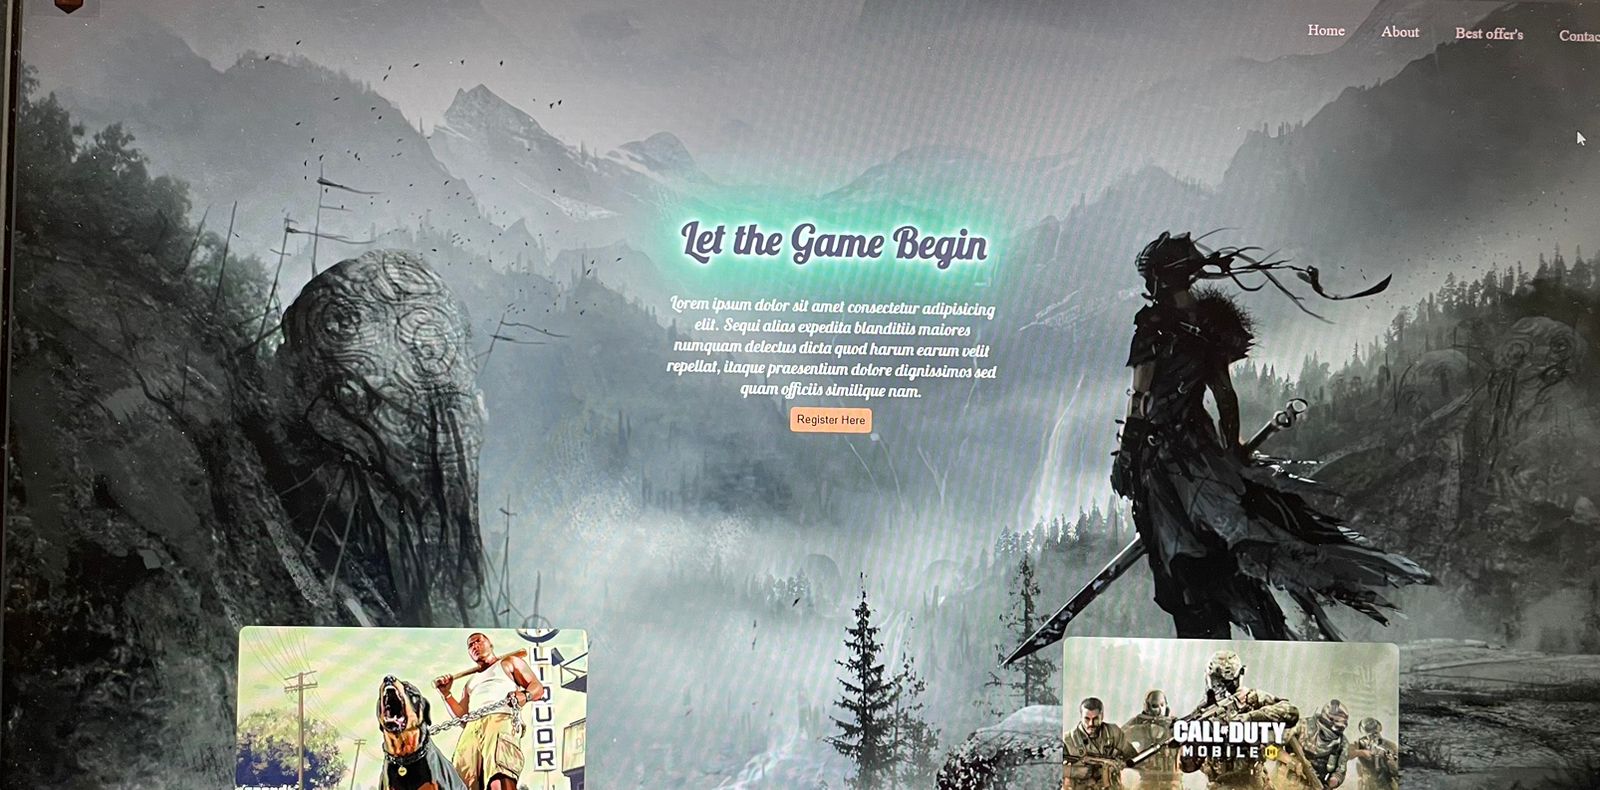 Home About Best offer's Contac
Let the Game Begin
Lorem ipsum dolor sit amet consectetur adipisicing
elit. Sequi alias expedita blanditiis maiores
numquam delectus dicta quod harum earum velit
repellat, itaque praesentium dolore dignissimos sed
quam officiis similique nam.
Register Here
LIQUOR
CALL OF DUTY
MOBILE